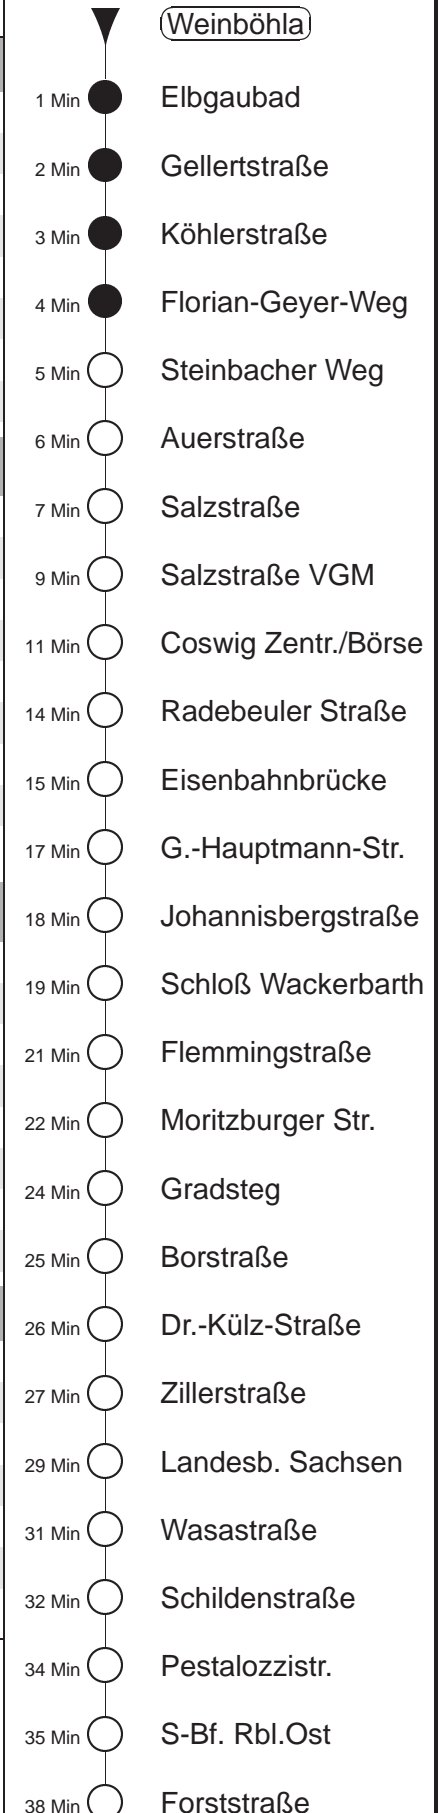 Weinböhla
1 Min Elbgaubad
2 Min Gellertstraße
3 Min Köhlerstraße
4 Min Florian-Geyer-Weg
5 Min Steinbacher Weg
6 Min Auerstraße
7 Min Salzstraße
9 Min Salzstraße VGM
11 Min Coswig Zentr./Börse
14 Min Radebeuler Straße
15 Min Eisenbahnbrücke
17 Min G.-Hauptmann-Str.
18 Min Johannisbergstraße
19 Min Schloß Wackerbarth
21 Min Flemmingstraße
22 Min Moritzburger Str.
24 Min Gradsteg
25 Min Borstraße
26 Min Dr.-Külz-Straße
27 Min Zillerstraße
29 Min Landesb. Sachsen
31 Min Wasastraße
32 Min Schildenstraße
34 Min Pestalozzistr.
35 Min S-Bf. Rbl.Ost
38 Min Forststraße